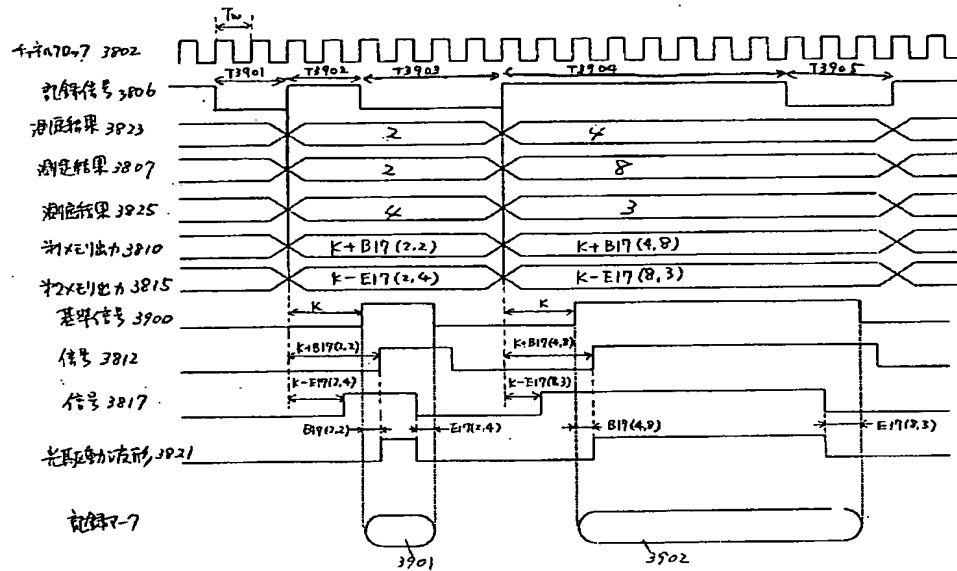 Tw
チャネルクロック 3802
T3901 T3902 T3903 T3904 T3905
記録信号 3806
測定結果 3823 2 4
測定結果 3807 2 8
測定結果 3825 4 3
第1メモリ出力 3810 K+B17(2,2) K+B17(4,8)
第2メモリ出力 3815 K-E17(2,4) K-E17(8,3)
K K
基準信号 3900
K+B17(2,2) K+B17(4,8)
信号 3812
K-E17(2,4) K-E17(8,3)
信号 3817
B17(2,2) E17(2,4) B17(4,8) E17(8,3)
光駆動波形 3821
記録マーク
3901 3902